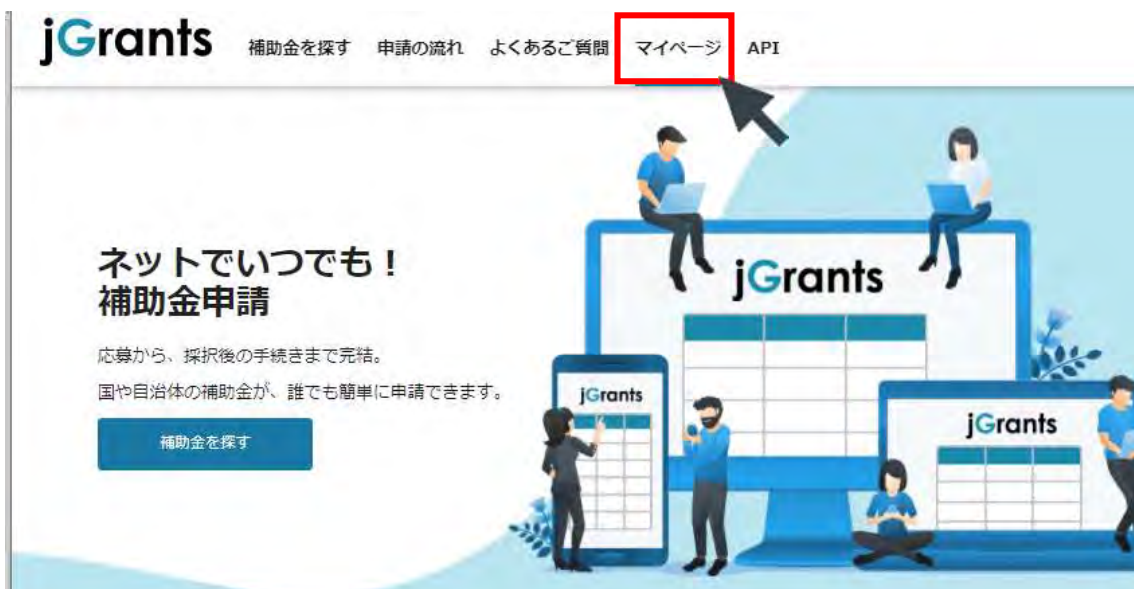 jGrants 補助金を探す 申請の流れ よくあるご質問 マイページ API
ネットでいつでも！
補助金申請
応募から、採択後の手続きまで完結。
国や自治体の補助金が、誰でも簡単に申請できます。
補助金を探す
jGrants
jGrants
jGrants